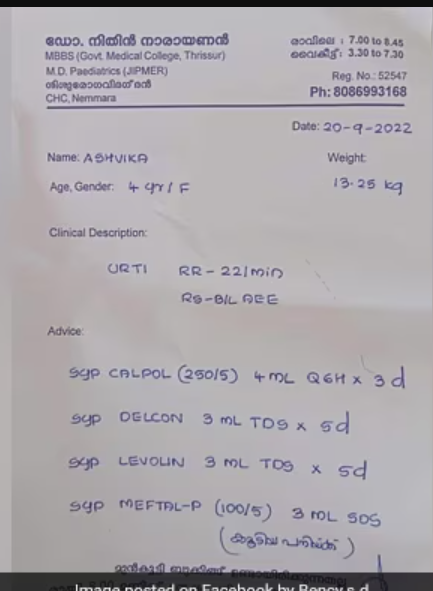 ഡോ. നിതിൻ നാരായണൻ
MBBS (Govt. Medical College, Thrissur)
M.D. Paediatrics (JIPMER)
ശിശുരോഗവിദഗ്ദൻ
CHC, Nemmara
രാവിലെ : 7.00 to 8.45
വൈകീട്ട്: 3.30 to 7.30
Reg. No.: 52547
Ph: 8086993168
Date: 20-9-2022
Name: ASHVIKA
Weight:
Age, Gender: 4 yr / F
13.25 kg
Clinical Description:
URTI RR - 22/min
RS - B/L AEE
Advice:
Syp CALPOL (250/5) 4 mL Q6H x 3d
Syp DELCON 3 mL TDS x 5d
Syp LEVOLIN 3 mL TDS x 5d
Syp MEFTAL-P (100/5) 3 mL SOS
(കൂടിയ പനിക്ക്)
Image posted on Facebook by Bency s.d